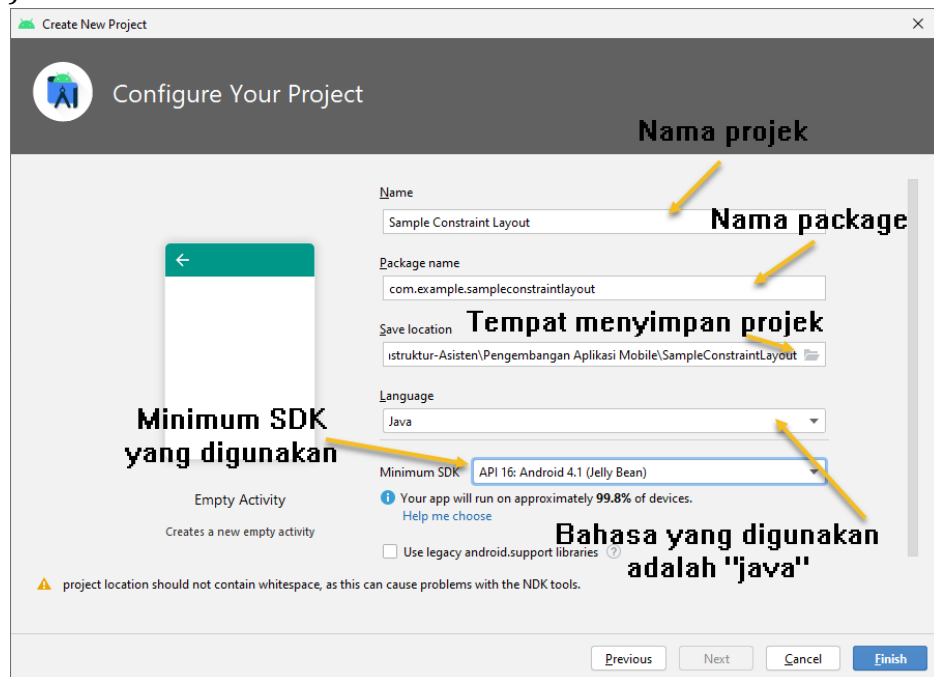 Create New Project
Configure Your Project
Nama projek
Name
Sample Constraint Layout
Nama package
Package name
com.example.sampleconstraintlayout
Tempat menyimpan projek
Save location
ıstruktur-Asisten\Pengembangan Aplikasi Mobile\SampleConstraintLayout
Language
Java
Minimum SDK
yang digunakan
Minimum SDK
API 16: Android 4.1 (Jelly Bean)
Empty Activity
Creates a new empty activity
Your app will run on approximately 99.8% of devices.
Help me choose
Bahasa yang digunakan
adalah "java"
Use legacy android.support libraries
project location should not contain whitespace, as this can cause problems with the NDK tools.
Previous
Next
Cancel
Finish